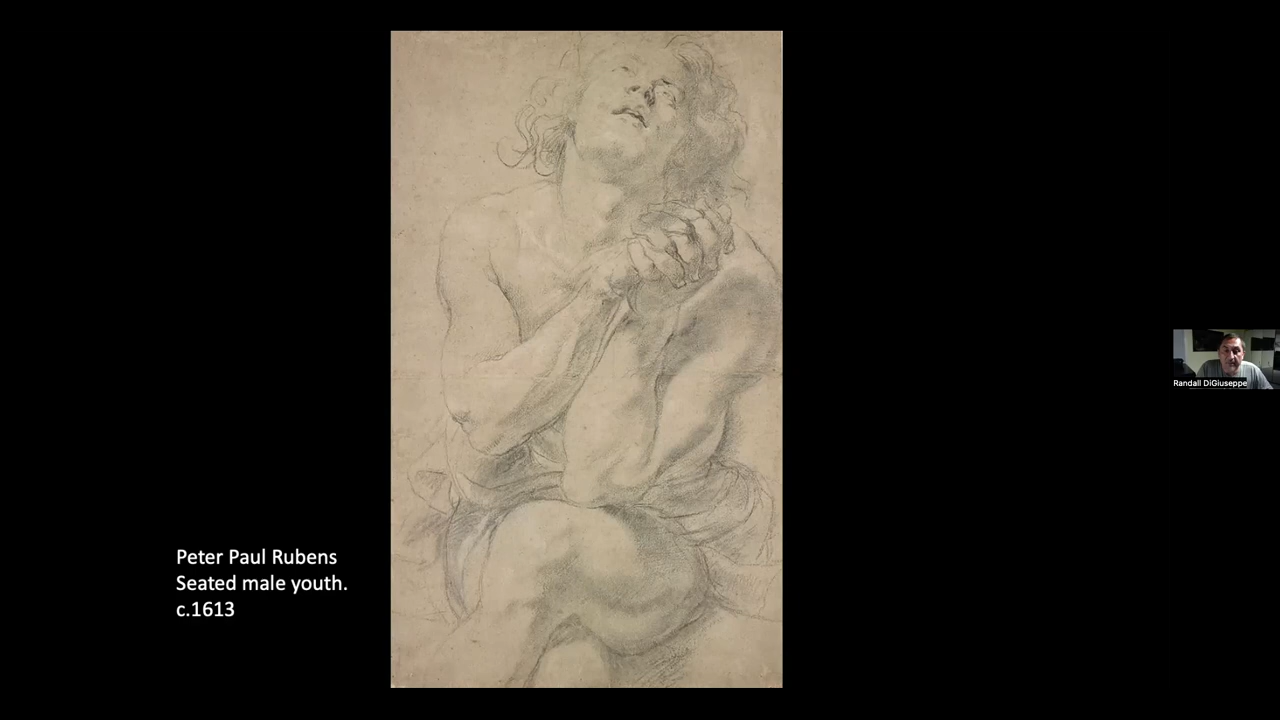 Peter Paul Rubens
Seated male youth.
c.1613
Randall DiGiuseppe